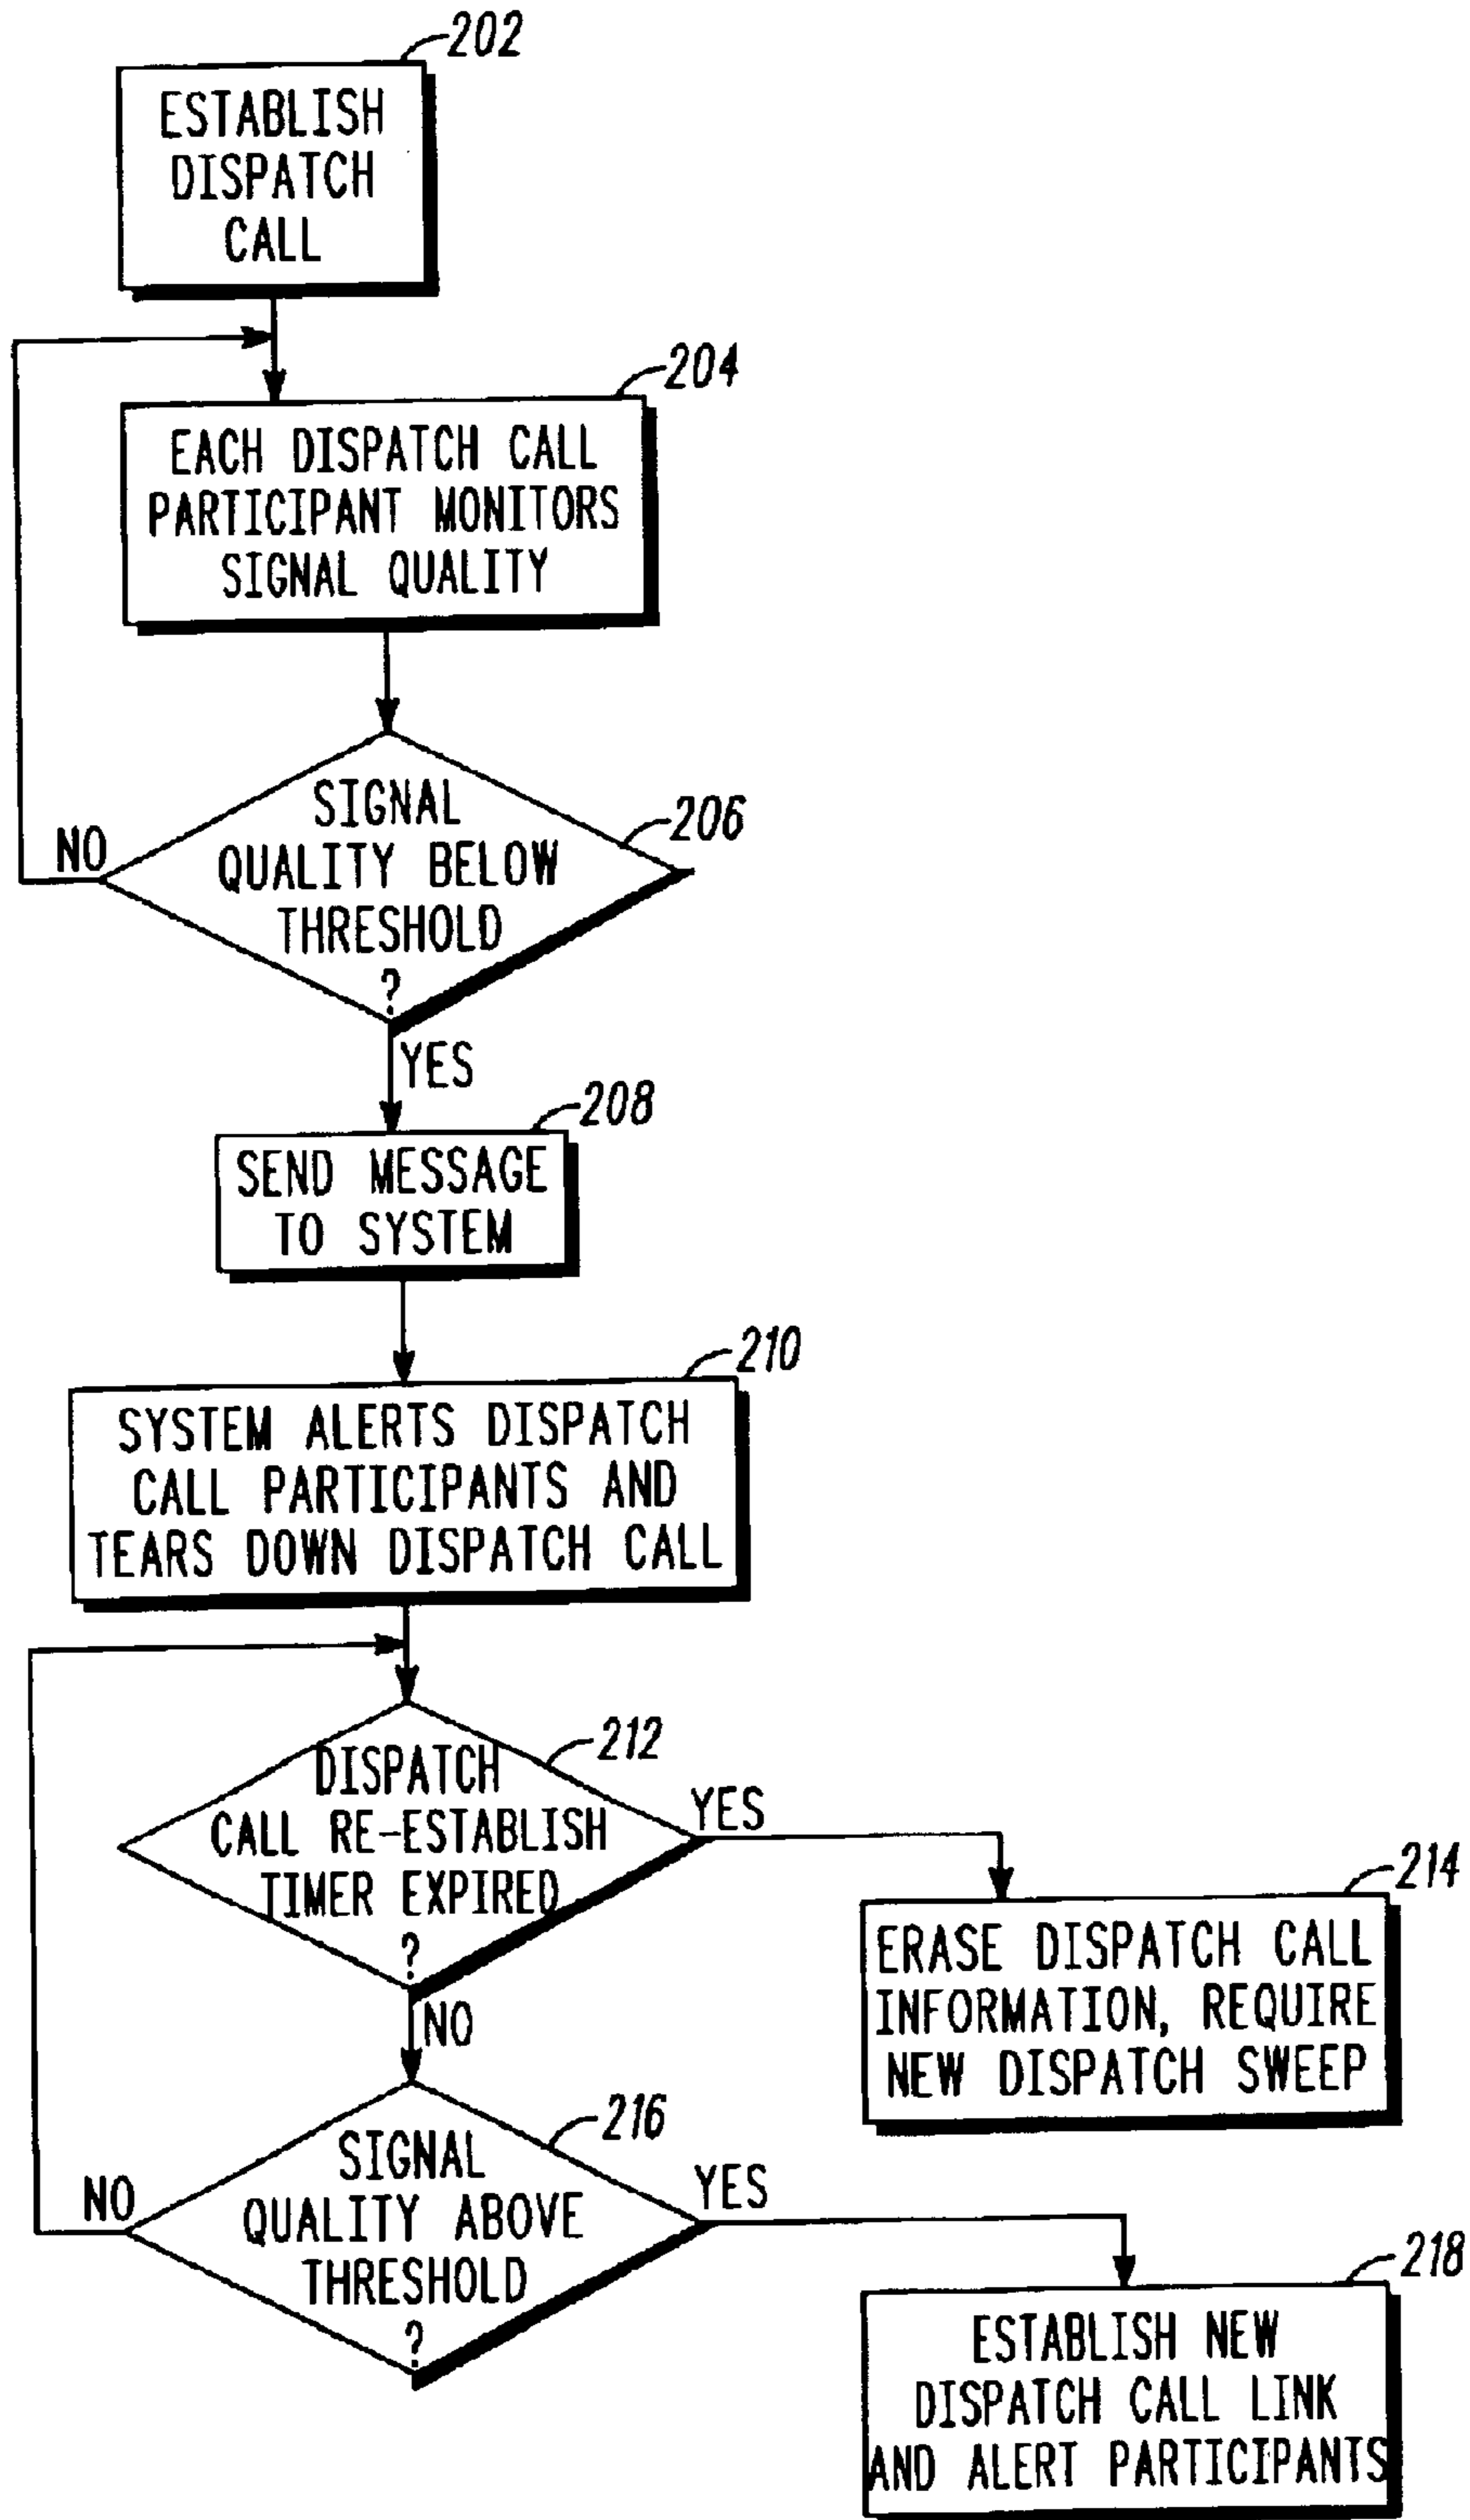 202
ESTABLISH
DISPATCH
CALL
204
EACH DISPATCH CALL
PARTICIPANT MONITORS
SIGNAL QUALITY
206
SIGNAL
QUALITY BELOW
THRESHOLD
?
NO
YES
208
SEND MESSAGE
TO SYSTEM
210
SYSTEM ALERTS DISPATCH
CALL PARTICIPANTS AND
TEARS DOWN DISPATCH CALL
212
DISPATCH
CALL RE-ESTABLISH
TIMER EXPIRED
?
YES
NO
214
ERASE DISPATCH CALL
INFORMATION, REQUIRE
NEW DISPATCH SWEEP
216
SIGNAL
QUALITY ABOVE
THRESHOLD
?
NO
YES
218
ESTABLISH NEW
DISPATCH CALL LINK
AND ALERT PARTICIPANTS